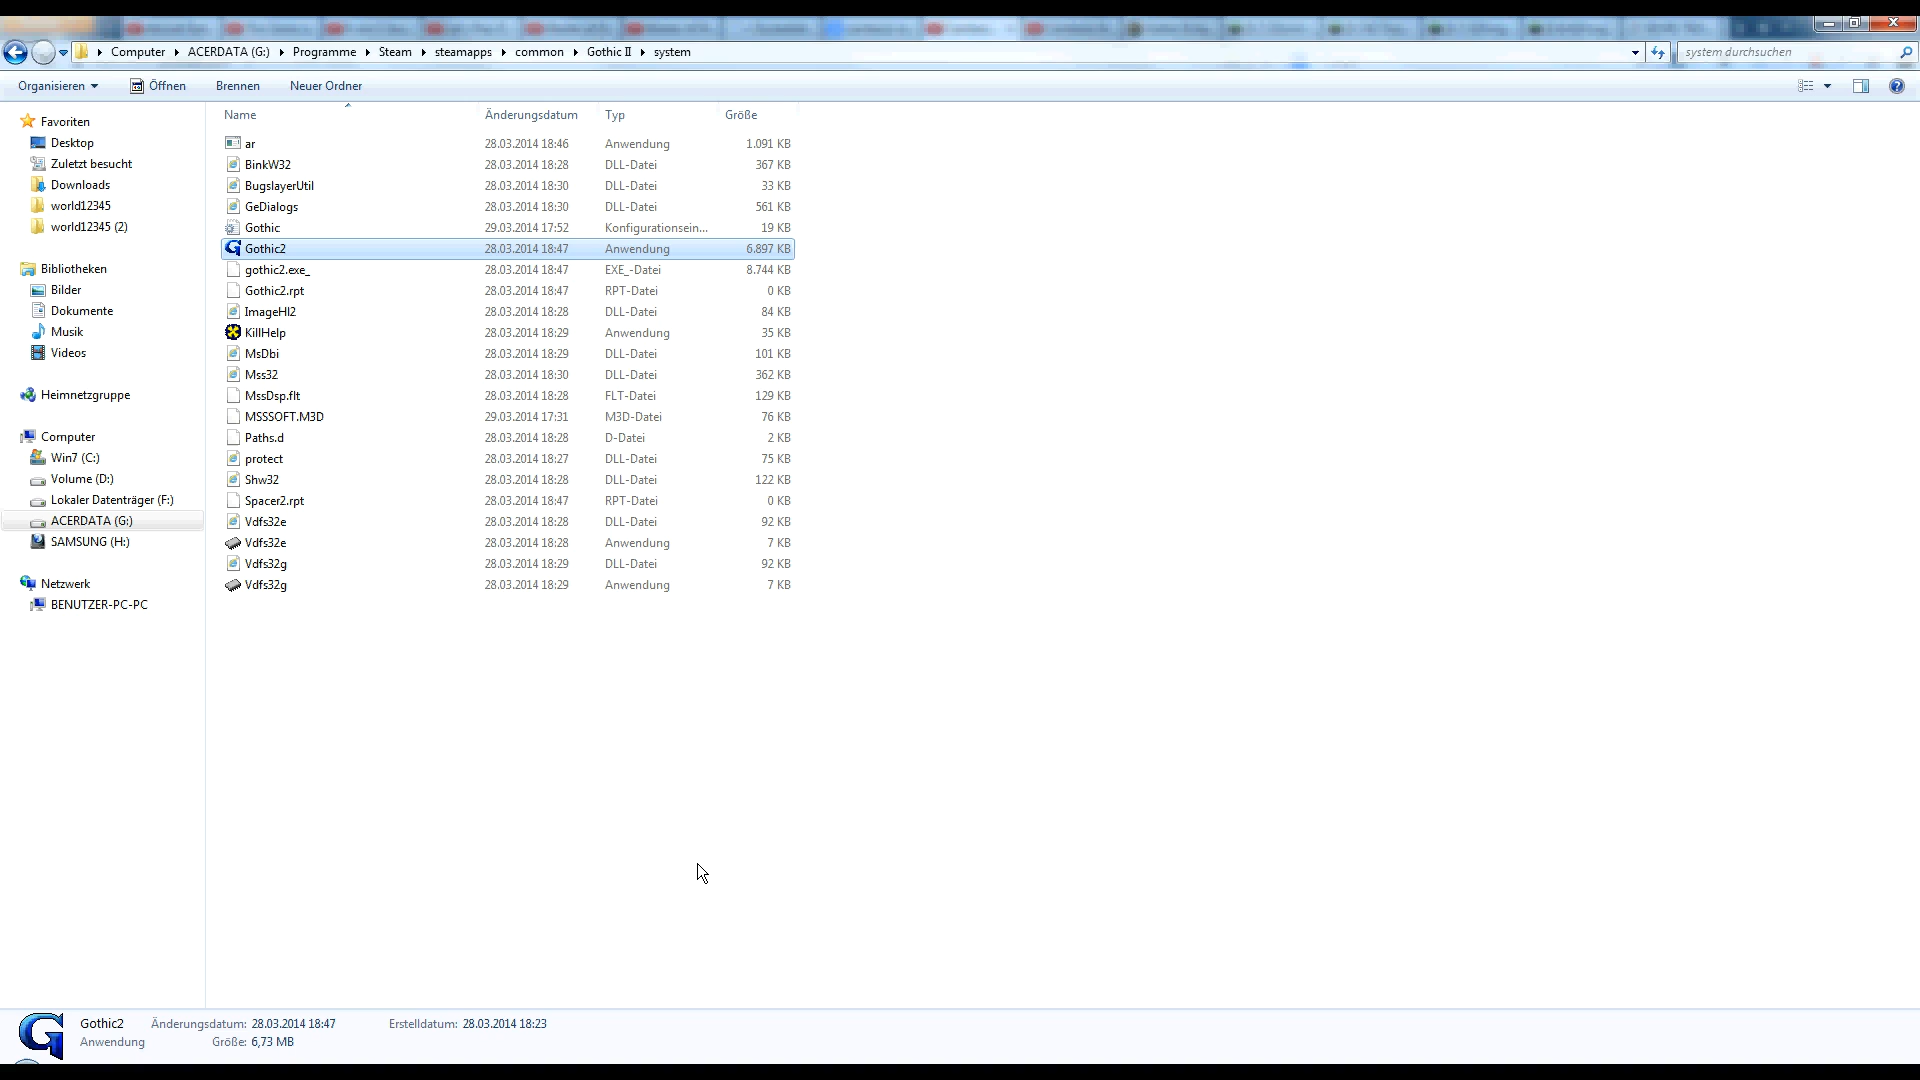 Computer ACERDATA (G:) Programme Steam steamapps common Gothic II system
system durchsuchen
Organisieren Öffnen Brennen Neuer Ordner
Favoriten
Desktop
Zuletzt besucht
Downloads
world12345
world12345 (2)
Bibliotheken
Bilder
Dokumente
Musik
Videos
Heimnetzgruppe
Computer
Win7 (C:)
Volume (D:)
Lokaler Datenträger (F:)
ACERDATA (G:)
SAMSUNG (H:)
Netzwerk
BENUTZER-PC-PC
Name Änderungsdatum Typ Größe
ar 28.03.2014 18:46 Anwendung 1.091 KB
BinkW32 28.03.2014 18:28 DLL-Datei 367 KB
BugslayerUtil 28.03.2014 18:30 DLL-Datei 33 KB
GeDialogs 28.03.2014 18:30 DLL-Datei 561 KB
Gothic 29.03.2014 17:52 Konfigurationsein... 19 KB
Gothic2 28.03.2014 18:47 Anwendung 6.897 KB
gothic2.exe_ 28.03.2014 18:47 EXE_-Datei 8.744 KB
Gothic2.rpt 28.03.2014 18:47 RPT-Datei 0 KB
ImageHl2 28.03.2014 18:28 DLL-Datei 84 KB
KillHelp 28.03.2014 18:29 Anwendung 35 KB
MsDbi 28.03.2014 18:29 DLL-Datei 101 KB
Mss32 28.03.2014 18:30 DLL-Datei 362 KB
MssDsp.flt 28.03.2014 18:28 FLT-Datei 129 KB
MSSSOFT.M3D 29.03.2014 17:31 M3D-Datei 76 KB
Paths.d 28.03.2014 18:28 D-Datei 2 KB
protect 28.03.2014 18:27 DLL-Datei 75 KB
Shw32 28.03.2014 18:29 DLL-Datei 122 KB
Spacer2.rpt 28.03.2014 18:47 RPT-Datei 0 KB
Vdfs32e 28.03.2014 18:28 DLL-Datei 92 KB
Vdfs32e 28.03.2014 18:28 Anwendung 7 KB
Vdfs32g 28.03.2014 18:29 DLL-Datei 92 KB
Vdfs32g 28.03.2014 18:29 Anwendung 7 KB
Gothic2 Änderungsdatum: 28.03.2014 18:47 Erstelldatum: 28.03.2014 18:23
Anwendung Größe: 6,73 MB